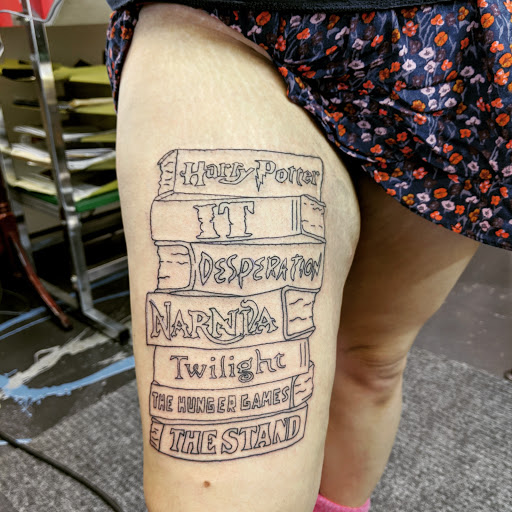 Harry Potter
IT
DESPERATION
NARNIA
Twilight
THE HUNGER GAMES
THE STAND